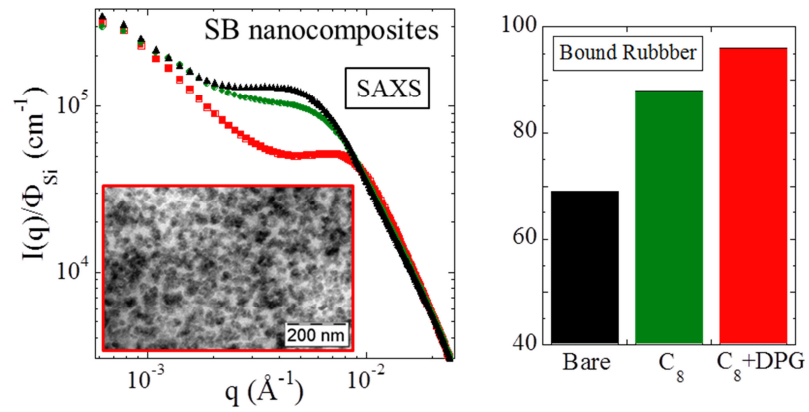 SB nanocomposites
SAXS
I(q)/Φ_Si (cm⁻¹)
10⁵
10⁴
200 nm
10⁻³
10⁻²
q (Å⁻¹)
Bound Rubbber
100
80
60
40
Bare
C₈
C₈+DPG